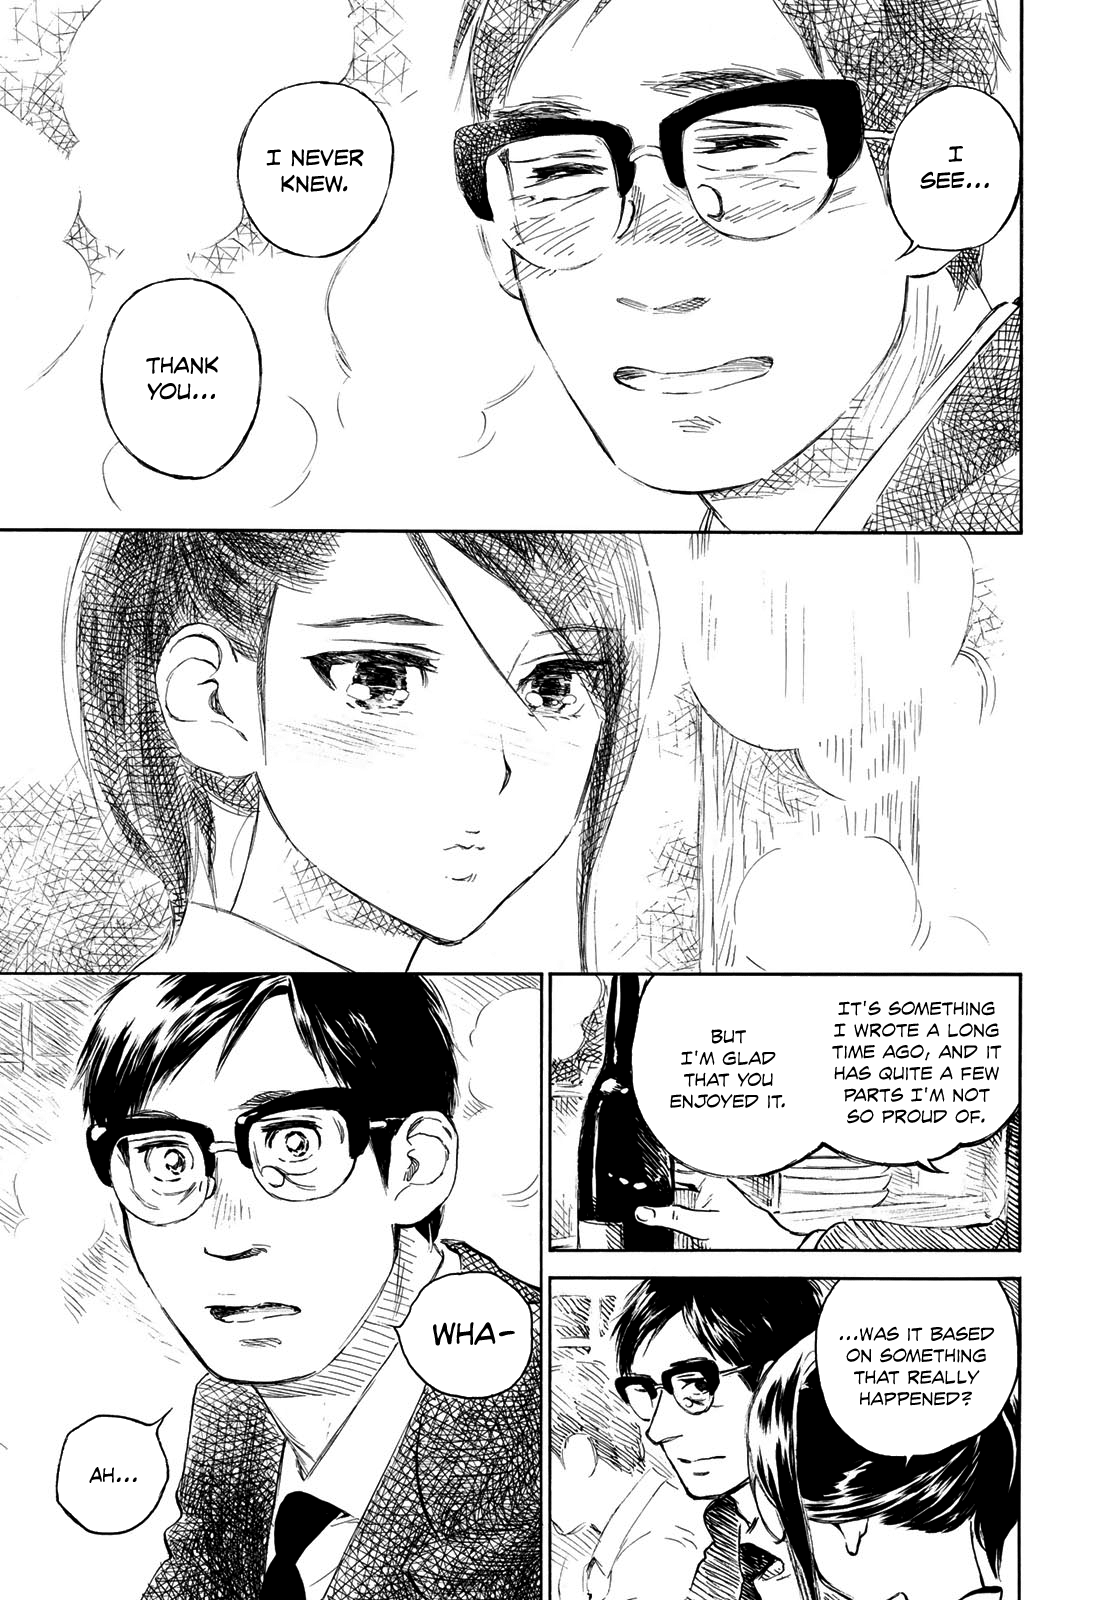 I
SEE...
I NEVER
KNEW.
THANK
YOU...
IT'S SOMETHING
I WROTE A LONG
TIME AGO, AND IT
HAS QUITE A FEW
PARTS I'M NOT
SO PROUD OF.
BUT
I'M GLAD
THAT YOU
ENJOYED IT.
...WAS IT BASED
ON SOMETHING
THAT REALLY
HAPPENED?
WHA-
AH...